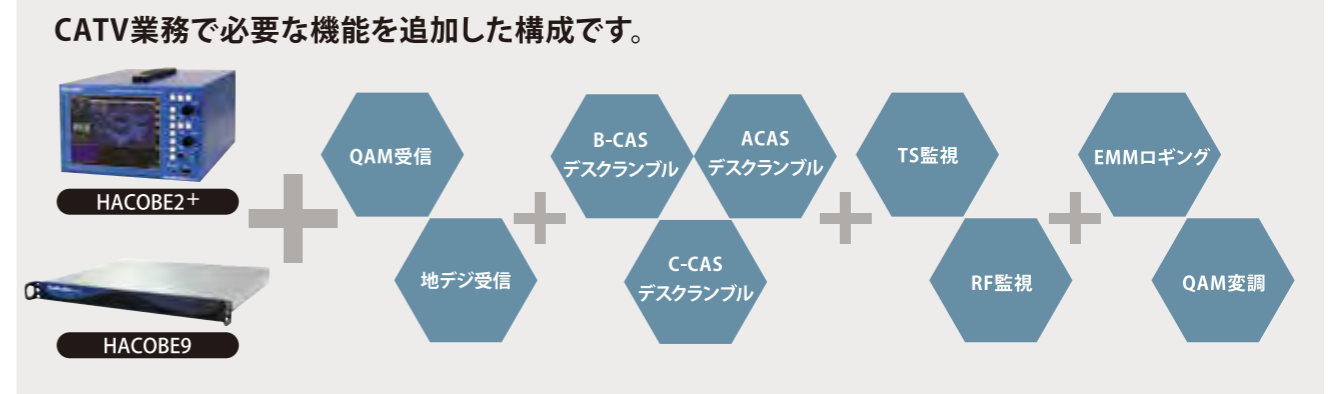 CATV業務で必要な機能を追加した構成です。
HACOBE2+
HACOBE9
QAM受信
地デジ受信
B-CAS
デスクランブル
ACAS
デスクランブル
C-CAS
デスクランブル
TS監視
RF監視
EMMロギング
QAM変調